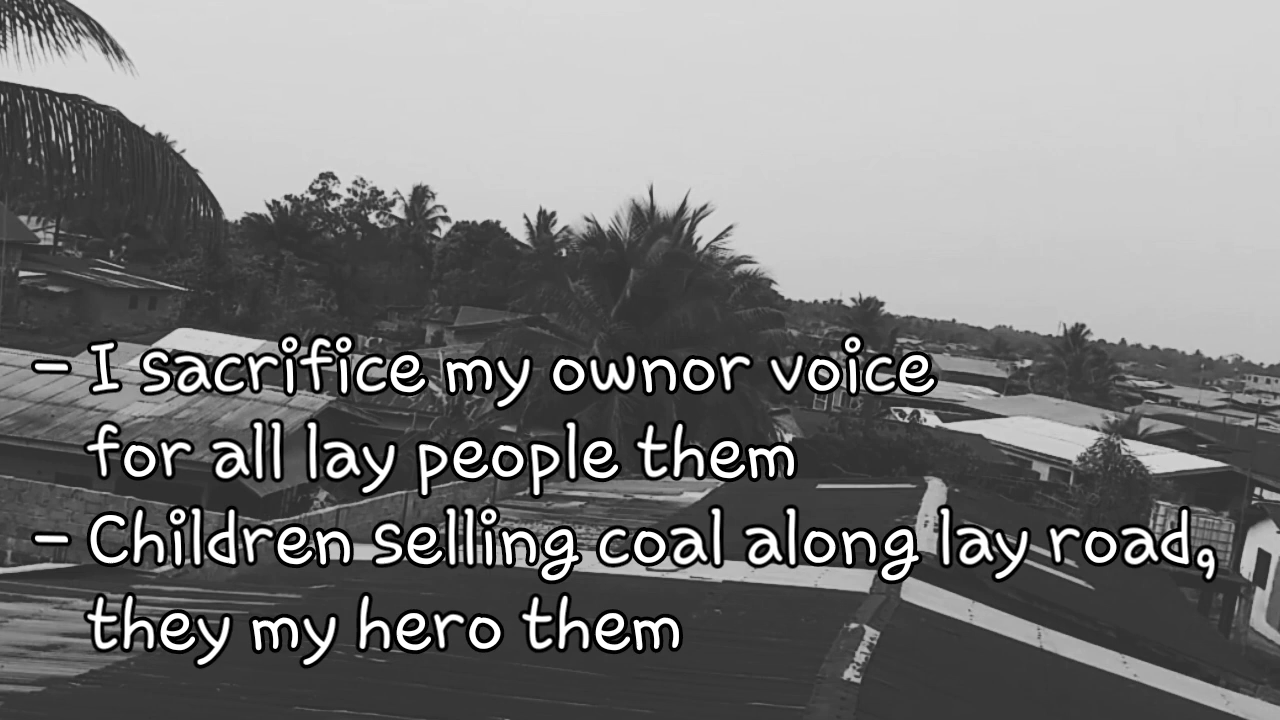 - I sacrifice my ownor voice
for all lay people them
- Children selling coal along lay road,
they my hero them